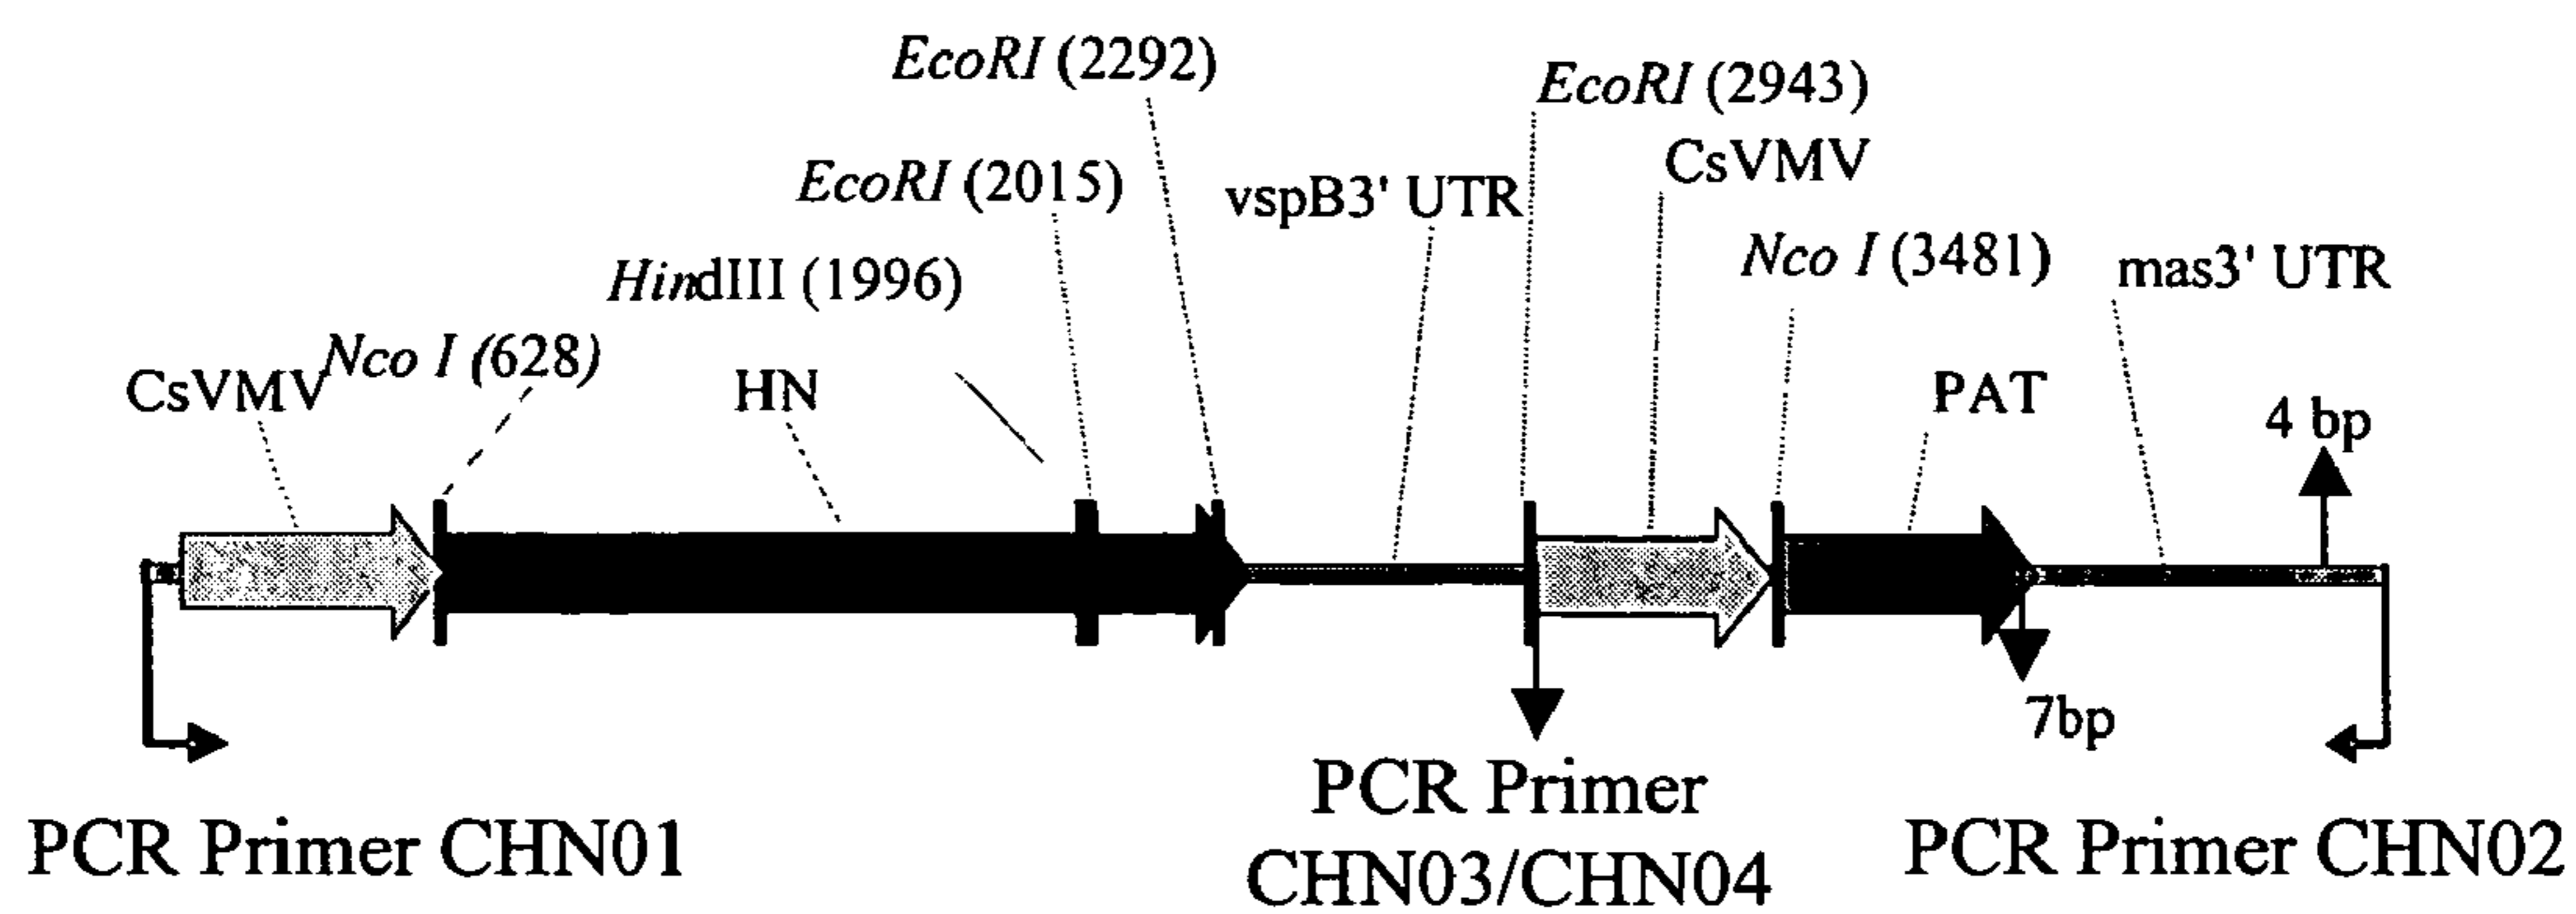 EcoRI (2292)
EcoRI (2943)
CsVMV
EcoRI (2015)
vspB3' UTR
Nco I (3481)
mas3' UTR
HindIII (1996)
Nco I (628)
CsVMV
HN
PAT
4 bp
7bp
PCR Primer CHN01
PCR Primer
CHN03/CHN04
PCR Primer CHN02